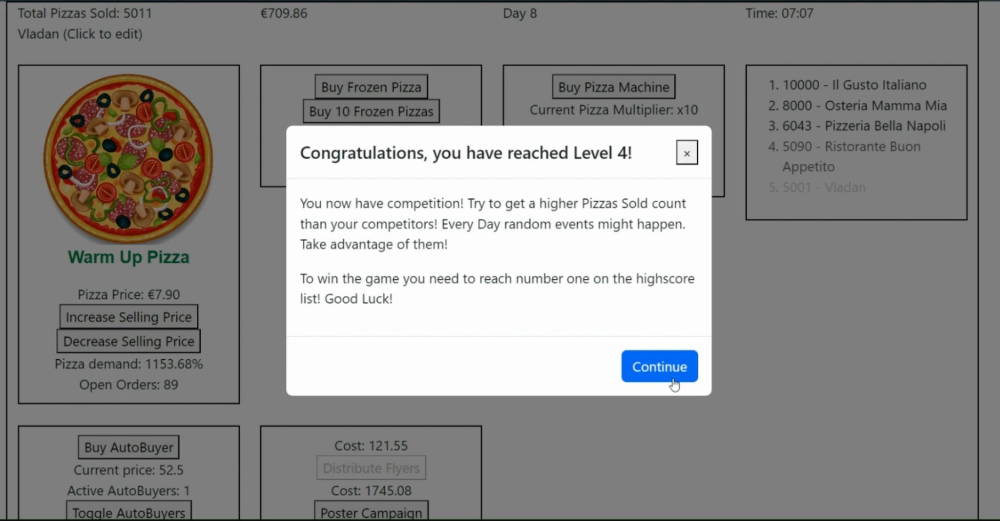 Total Pizzas Sold: 5011
€709.86
Day 8
Time: 07:07
Vladan (Click to edit)
Warm Up Pizza
Pizza Price: €7.90
Increase Selling Price
Decrease Selling Price
Pizza demand: 1153.68%
Open Orders: 89
Buy Frozen Pizza
Buy 10 Frozen Pizzas
Buy Pizza Machine
Current Pizza Multiplier: x10
1. 10000 - Il Gusto Italiano
2. 8000 - Osteria Mamma Mia
3. 6043 - Pizzeria Bella Napoli
4. 5090 - Ristorante Buon
Appetito
5. 5001 - Vladan
Congratulations, you have reached Level 4!
×
You now have competition! Try to get a higher Pizzas Sold count
than your competitors! Every Day random events might happen.
Take advantage of them!
To win the game you need to reach number one on the highscore
list! Good Luck!
Continue
Buy AutoBuyer
Current price: 52.5
Active AutoBuyers: 1
Toggle AutoBuyers
Cost: 121.55
Distribute Flyers
Cost: 1745.08
Poster Campaign